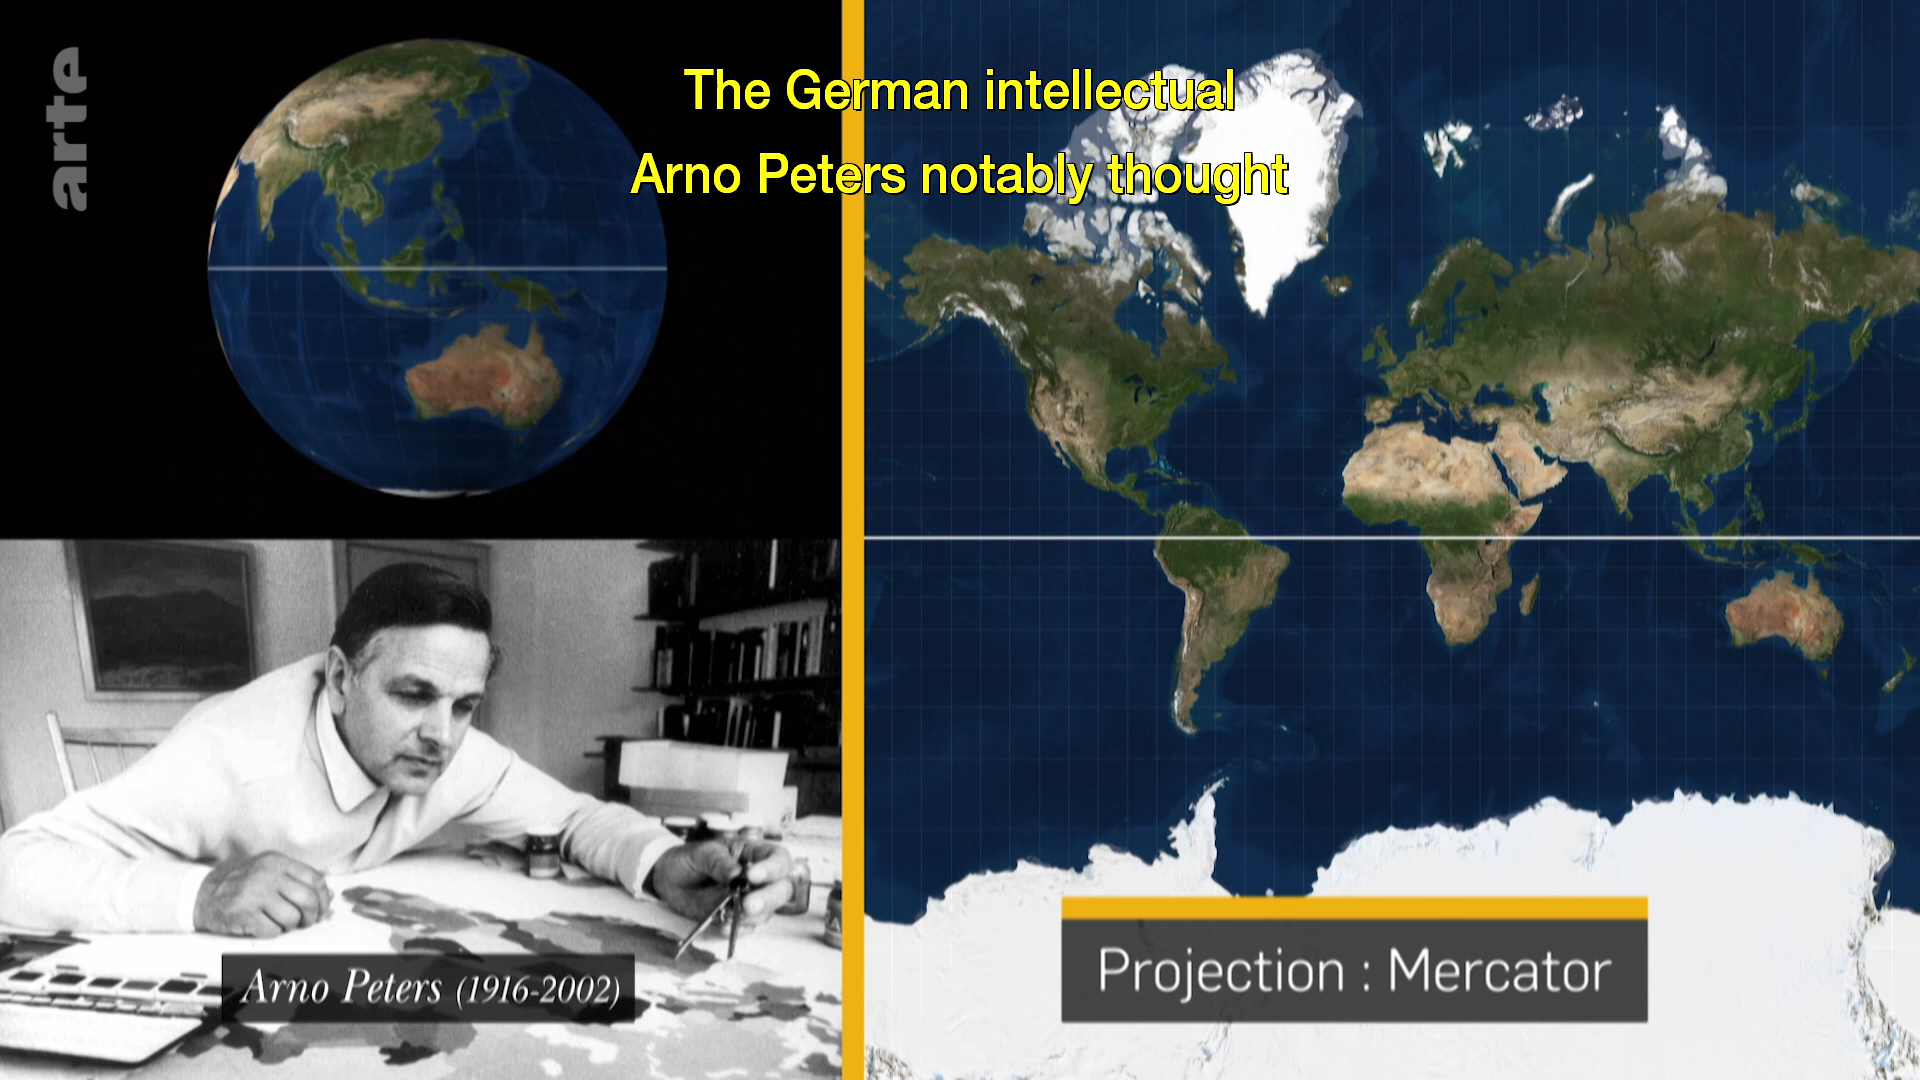 arte
The German intellectual
Arno Peters notably thought
Arno Peters (1916-2002)
Projection : Mercator